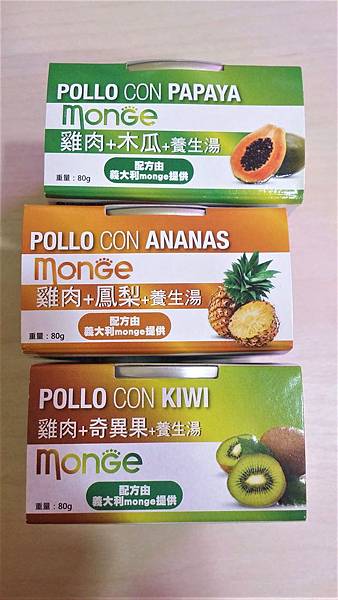 POLLO CON PAPAYA
monge
雞肉+木瓜+養生湯
配方由
義大利monge提供
重量：80g
POLLO CON ANANAS
monge
雞肉+鳳梨+養生湯
配方由
義大利monge提供
重量：80g
POLLO CON KIWI
雞肉+奇異果+養生湯
monge
配方由
義大利monge提供
重量：80g